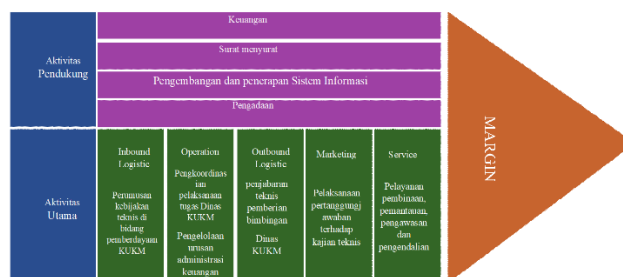 Aktivitas
Pendukung
Keuangan
Surat menyurat
Pengembangan dan penerapan Sistem Informasi
Pengadaan
Aktivitas
Utama
Inbound
Logistic
Perumusan
kebijakan
teknis di
bidang
pemberdayaan
KUKM
Operation
Pengkoordinas
ian
pelaksanaan
tugas Dinas
KUKM
Pengelolaan
urusan
administrasi
keuangan
Outbound
Logistic
penjabaran
teknis
pemberian
bimbingan
Dinas
KUKM
Marketing
Pelaksanaan
pertanggungj
awaban
terhadap
kajian teknis
Service
Pelayanan
pembinaan,
pemantauan,
pengawasan
dan
pengendalian
MARGIN